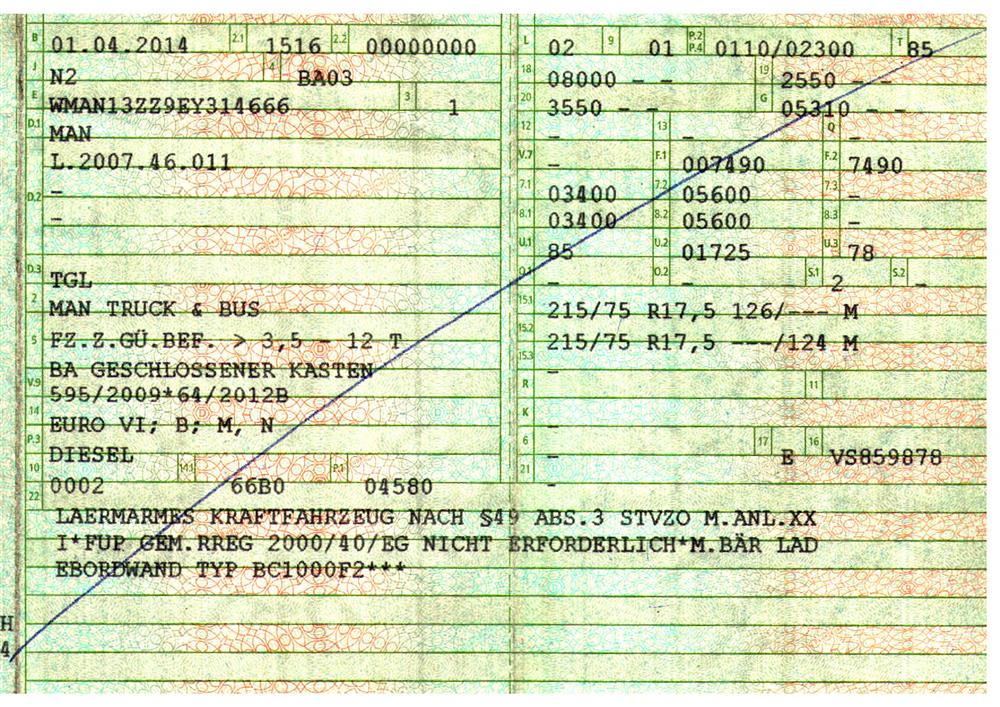 B 01.04.2014 2.1 1516 2.2 00000000
J N2 4 BA03
E WMAN13ZZ9EY314666 3 1
D.1 MAN
L.2007.46.011
D.2 –
–
D.3 TGL
2 MAN TRUCK & BUS
5 FZ.Z.GÜ.BEF. > 3,5 – 12 T
BA GESCHLOSSENER KASTEN
V.9 595/2009*64/2012B
14 EURO VI; B; M, N
P.3 DIESEL
10 0002 14.1 66B0 P.1 04580
L 02 9 01 P.2 P.4 0110/02300 T 85
18 08000 – – 19 2550 – –
20 3550 – – G 05310 – –
12 – 13 – Q –
V.7 – F.1 007490 F.2 7490
7.1 03400 7.2 05600 7.3 –
8.1 03400 8.2 05600 8.3 –
U.1 85 U.2 01725 U.3 78
O.1 – O.2 – S.1 2 S.2 –
15.1 215/75 R17,5 126/--- M
15.2 215/75 R17,5 ---/124 M
15.3 –
R 11
K –
6 – 17 E 16 VS859878
21 –
22 LAERMARMES KRAFTFAHRZEUG NACH §49 ABS.3 STVZO M.ANL.XX
I*FUP GEM.RREG 2000/40/EG NICHT ERFORDERLICH*M.BÄR LAD
EBORDWAND TYP BC1000F2***
H
4